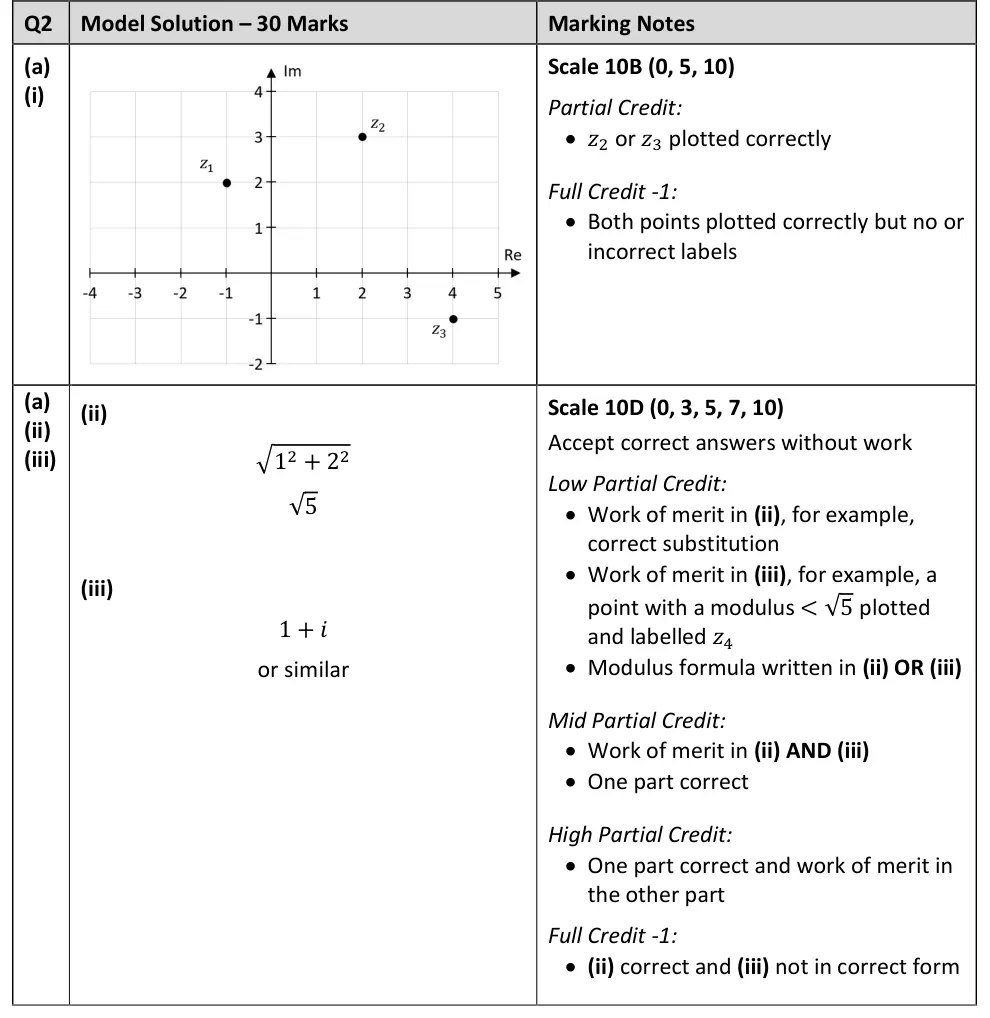 Q2 Model Solution – 30 Marks Marking Notes
(a)
(i)
Im
4
3
2
1
-1
-2
Re
-4 -3 -2 -1 1 2 3 4 5
z₁
z₂
z₃
Scale 10B (0, 5, 10)
Partial Credit:
• z₂ or z₃ plotted correctly
Full Credit -1:
• Both points plotted correctly but no or
incorrect labels
(a)
(ii)
(iii)
(ii)
√(1² + 2²)
√5
(iii)
1 + i
or similar
Scale 10D (0, 3, 5, 7, 10)
Accept correct answers without work
Low Partial Credit:
• Work of merit in (ii), for example,
correct substitution
• Work of merit in (iii), for example, a
point with a modulus < √5 plotted
and labelled z₄
• Modulus formula written in (ii) OR (iii)
Mid Partial Credit:
• Work of merit in (ii) AND (iii)
• One part correct
High Partial Credit:
• One part correct and work of merit in
the other part
Full Credit -1:
• (ii) correct and (iii) not in correct form